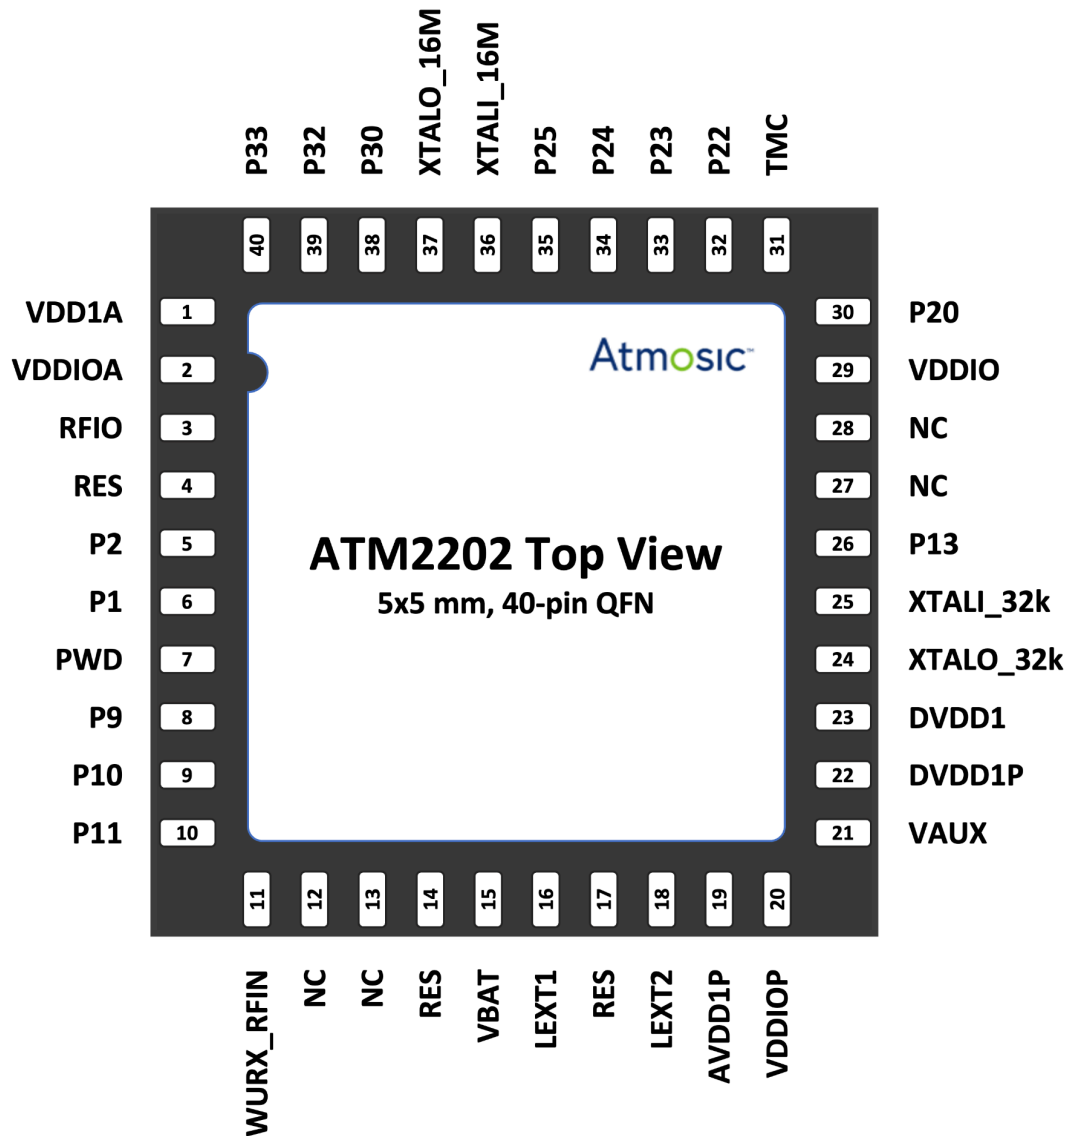 P33 P32 P30 XTALO_16M XTALI_16M P25 P24 P23 P22 TMC
40 39 38 37 36 35 34 33 32 31
VDD1A 1
VDDIOA 2
RFIO 3
RES 4
P2 5
P1 6
PWD 7
P9 8
P10 9
P11 10
Atmosic™
ATM2202 Top View
5x5 mm, 40-pin QFN
30 P20
29 VDDIO
28 NC
27 NC
26 P13
25 XTALI_32k
24 XTALO_32k
23 DVDD1
22 DVDD1P
21 VAUX
11 12 13 14 15 16 17 18 19 20
WURX_RFIN NC NC RES VBAT LEXT1 RES LEXT2 AVDD1P VDDIOP